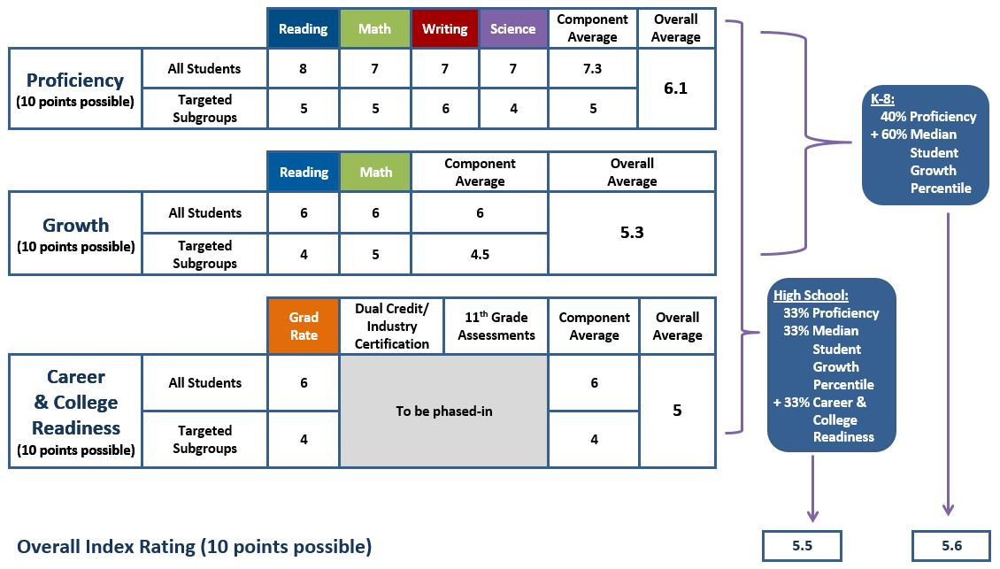 Reading Math Writing Science Component Average Overall Average
Proficiency
(10 points possible)
All Students 8 7 7 7 7.3
6.1
Targeted Subgroups 5 5 6 4 5
Reading Math Component Average Overall Average
Growth
(10 points possible)
All Students 6 6 6
5.3
Targeted Subgroups 4 5 4.5
Grad Rate Dual Credit/ Industry Certification 11th Grade Assessments Component Average Overall Average
Career
& College
Readiness
(10 points possible)
All Students 6 6
To be phased-in
5
Targeted Subgroups 4 4
K-8:
40% Proficiency
+ 60% Median
Student
Growth
Percentile
High School:
33% Proficiency
33% Median
Student
Growth
Percentile
+ 33% Career &
College
Readiness
Overall Index Rating (10 points possible) 5.5 5.6